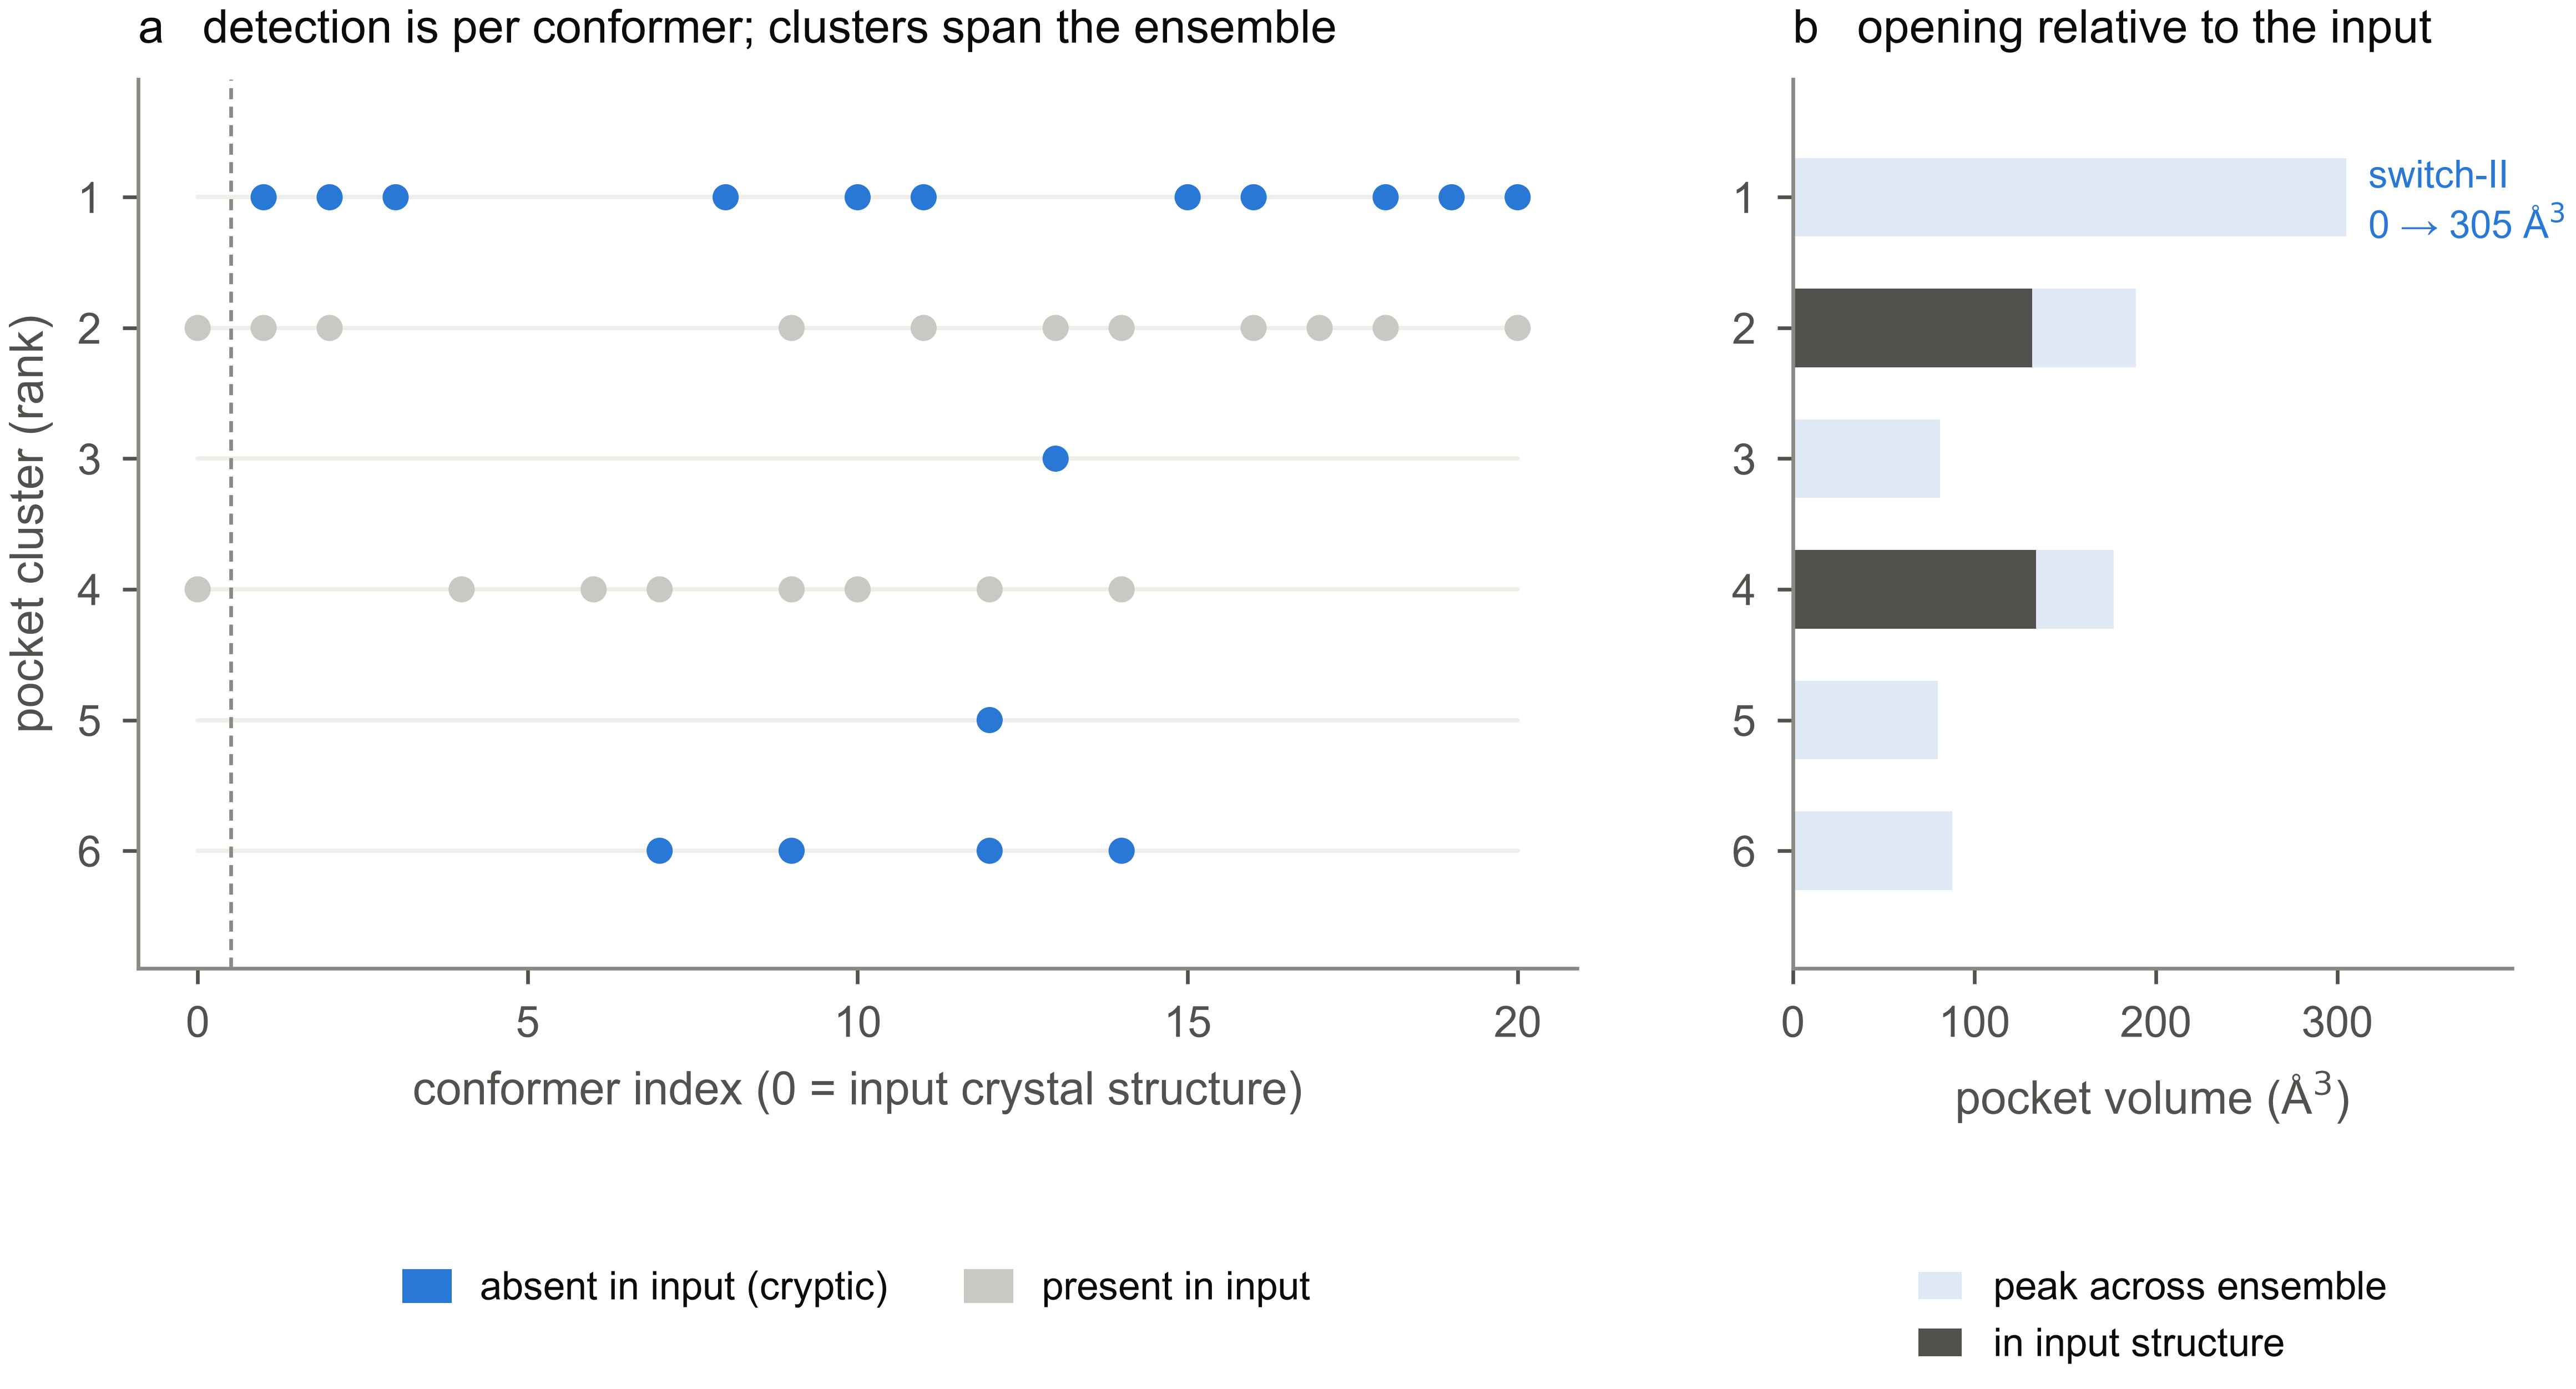 a detection is per conformer; clusters span the ensemble
pocket cluster (rank)
1
2
3
4
5
6
0 5 10 15 20
conformer index (0 = input crystal structure)
absent in input (cryptic) present in input
b opening relative to the input
1
2
3
4
5
6
switch-II
0 → 305 Å³
0 100 200 300
pocket volume (Å³)
peak across ensemble
in input structure